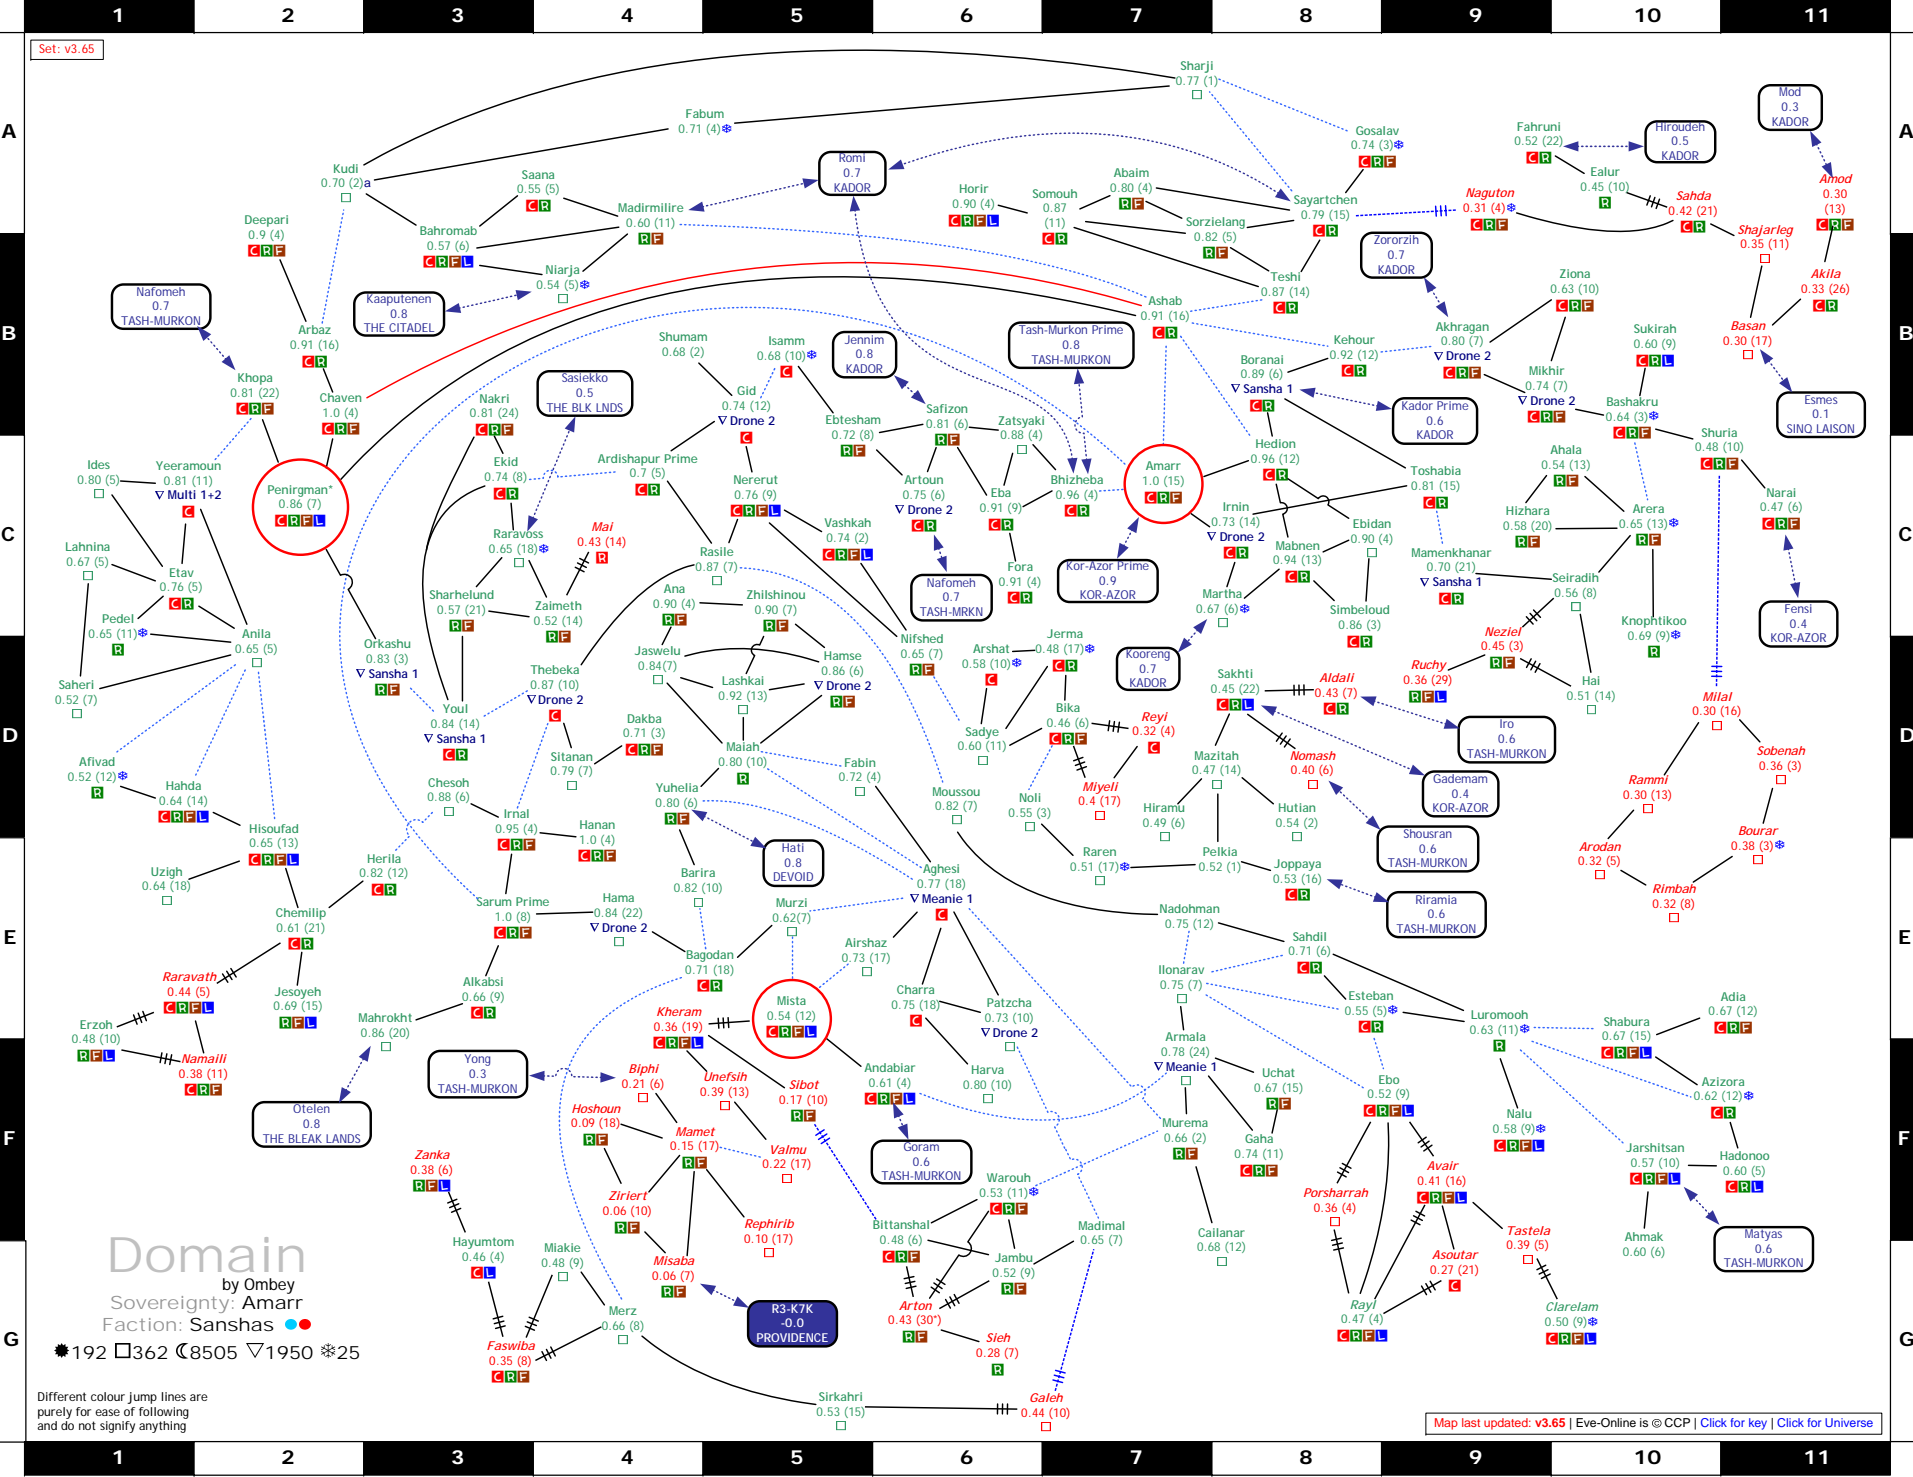 1 2 3 4 5 6 7 8 9 10 11
Set: v3.65
A
A
Sharji
0.77 (1)
Fabum
0.71 (4)❄
Mod
0.3
KADOR
Gosalav
0.74 (3)❄
C R F
Fahruni
0.52 (22)
C R
Hiroudeh
0.5
KADOR
Kudi
0.70 (2)a
Saana
0.55 (5)
C R
Romi
0.7
KADOR
Abaim
0.80 (4)
R F
Ealur
0.45 (10)
R
Amod
0.30
(13)
C R F
Horir
0.90 (4)
C R F L
Somouh
0.87
(11)
C R
Naguton
0.31 (4)❄
C R F
Sahda
0.42 (21)
C R
Deepari
0.9 (4)
C R F
Madirmilire
0.60 (11)
R F
Sayartchen
0.79 (15)
C R
Sorzielang
0.82 (5)
R F
Bahromab
0.57 (6)
C R F L
Shajarleg
0.35 (11)
Zororzih
0.7
KADOR
B
B
Niarja
0.54 (5)❄
Teshi
0.87 (14)
C R
Ziona
0.63 (10)
C R F
Akila
0.33 (26)
C R
Nafomeh
0.7
TASH-MURKON
Kaaputenen
0.8
THE CITADEL
Ashab
0.91 (16)
C R
Arbaz
0.91 (16)
C R
Shumam
0.68 (2)
Isamm
0.68 (10)❄
C
Jennim
0.8
KADOR
Tash-Murkon Prime
0.8
TASH-MURKON
Kehour
0.92 (12)
C R
Akhragan
0.80 (7)
▽ Drone 2
C R F
Sukirah
0.60 (9)
C R L
Basan
0.30 (17)
Boranai
0.89 (6)
▽ Sansha 1
C R
Khopa
0.81 (22)
C R F
Chaven
1.0 (4)
C R F
Nakri
0.81 (24)
C R F
Sasiekko
0.5
THE BLK LNDS
Gid
0.74 (12)
▽ Drone 2
C
Mikhir
0.74 (7)
▽ Drone 2
C R F
Kador Prime
0.6
KADOR
Bashakru
0.64 (3)❄
C R F
Esmes
0.1
SINQ LAISON
Ebtesham
0.72 (8)
R F
Safizon
0.81 (6)
R F
Zatsyaki
0.88 (4)
Shuria
0.48 (10)
C R F
C
C
Ides
0.80 (5)
Yeeramoun
0.81 (11)
▽ Multi 1+2
C
Penirgman*
0.86 (7)
C R F L
Ekid
0.74 (8)
C R
Ardishapur Prime
0.7 (5)
C R
Nererut
0.76 (9)
C R F L
Artoun
0.75 (6)
▽ Drone 2
C R
Eba
0.91 (9)
C R
Bhizheba
0.96 (4)
C R
Amarr
1.0 (15)
C R F
Hedion
0.96 (12)
C R
Toshabia
0.81 (15)
C R
Ahala
0.54 (13)
R F
Narai
0.47 (6)
C R F
Hizhara
0.58 (20)
R F
Arera
0.65 (13)❄
R F
Irnin
0.73 (14)
▽ Drone 2
C R
Ebidan
0.90 (4)
Raravoss
0.65 (18)❄
Mai
0.43 (14)
R
Vashkah
0.74 (2)
C R F L
Lahnina
0.67 (5)
Rasile
0.87 (7)
Mabnen
0.94 (13)
C R
Mamenkhanar
0.70 (21)
▽ Sansha 1
C R
Etav
0.76 (5)
C R
Fora
0.91 (4)
C R
Nafomeh
0.7
TASH-MRKN
Kor-Azor Prime
0.9
KOR-AZOR
Seiradih
0.56 (8)
Sharhelund
0.57 (21)
R F
Zaimeth
0.52 (14)
R F
Ana
0.90 (4)
R F
Zhilshinou
0.90 (7)
R F
Martha
0.67 (6)❄
Simbeloud
0.86 (3)
C R
Fensi
0.4
KOR-AZOR
Pedel
0.65 (11)❄
R
Knophtikoo
0.69 (9)❄
R
D
D
Anila
0.65 (5)
Orkashu
0.83 (3)
▽ Sansha 1
R F
Nifshed
0.65 (7)
R F
Arshat
0.58 (10)❄
C
Jerma
0.48 (17)❄
C R
Kooreng
0.7
KADOR
Neziel
0.45 (3)
R F
Jaswelu
0.84(7)
Hamse
0.86 (6)
▽ Drone 2
R F
Thebeka
0.87 (10)
▽ Drone 2
C
Lashkai
0.92 (13)
Sakhti
0.45 (22)
C R L
Aldali
0.43 (7)
C R
Ruchy
0.36 (29)
R F L
Hai
0.51 (14)
Saheri
0.52 (7)
Milal
0.30 (16)
Youl
0.84 (14)
▽ Sansha 1
C R
Dakba
0.71 (3)
C R F
Bika
0.46 (6)
C R F
Reyi
0.32 (4)
C
Iro
0.6
TASH-MURKON
Sadye
0.60 (11)
Maiah
0.80 (10)
R
Sitanan
0.79 (7)
Afivad
0.52 (12)❄
R
Fabin
0.72 (4)
Mazitah
0.47 (14)
Nomash
0.40 (6)
Sobenah
0.36 (3)
Hahda
0.64 (14)
C R F L
Chesoh
0.88 (6)
Yuhelia
0.80 (6)
R F
Moussou
0.82 (7)
Noli
0.55 (3)
Miyeli
0.4 (17)
Gademam
0.4
KOR-AZOR
Rammi
0.30 (13)
Hiramu
0.49 (6)
Hutian
0.54 (2)
E
E
Hisoufad
0.65 (13)
C R F L
Irnal
0.95 (4)
C R F
Hanan
1.0 (4)
C R F
Hati
0.8
DEVOID
Shousran
0.6
TASH-MURKON
Arodan
0.32 (5)
Bourar
0.38 (3)❄
Uzigh
0.64 (18)
Herila
0.82 (12)
C R
Raren
0.51 (17)❄
Pelkia
0.52 (1)
Joppaya
0.53 (16)
C R
Barira
0.82 (10)
Aghesi
0.77 (18)
▽ Meanie 1
C
Rimbah
0.32 (8)
Riramia
0.6
TASH-MURKON
Chemilip
0.61 (21)
C R
Sarum Prime
1.0 (8)
C R F
Hama
0.84 (22)
▽ Drone 2
Murzi
0.62(7)
Nadohman
0.75 (12)
Sahdil
0.71 (6)
C R
Airshaz
0.73 (17)
Bagodan
0.71 (18)
C R
Raravath
0.44 (5)
C R F L
Ilonarav
0.75 (7)
Jesoyeh
0.69 (15)
R F L
Alkabsi
0.66 (9)
C R
Charra
0.75 (18)
C
Patzcha
0.73 (10)
▽ Drone 2
Esteban
0.55 (5)❄
C R
Mista
0.54 (12)
C R F L
Adia
0.67 (12)
C R F
Kheram
0.36 (19)
C R F L
Mahrokht
0.86 (20)
Luromooh
0.63 (11)❄
R
Shabura
0.67 (15)
C R F L
Erzoh
0.48 (10)
R F L
F
F
Namaili
0.38 (11)
C R F
Yong
0.3
TASH-MURKON
Armala
0.78 (24)
▽ Meanie 1
Biphi
0.21 (6)
Unefsih
0.39 (13)
Sibot
0.17 (10)
R F
Andabiar
0.61 (4)
C R F L
Harva
0.80 (10)
Uchat
0.67 (15)
R F
Ebo
0.52 (9)
C R F L
Azizora
0.62 (12)❄
C R
Otelen
0.8
THE BLEAK LANDS
Hoshoun
0.09 (18)
R F
Nalu
0.58 (9)❄
C R F L
Mamet
0.15 (17)
R F
Murema
0.66 (2)
R F
Gaha
0.74 (11)
C R F
Goram
0.6
TASH-MURKON
Jarshitsan
0.57 (10)
C R F L
Hadonoo
0.60 (5)
C R L
Zanka
0.38 (6)
R F L
Valmu
0.22 (17)
Avair
0.41 (16)
C R F L
Warouh
0.53 (11)❄
C R F
Porsharrah
0.36 (4)
Ziriert
0.06 (10)
R F
Rephirib
0.10 (17)
Bittanshal
0.48 (6)
C R F
Madimal
0.65 (7)
Cailanar
0.68 (12)
Tastela
0.39 (5)
Ahmak
0.60 (6)
Matyas
0.6
TASH-MURKON
G
G
Hayumtom
0.46 (4)
C L
Miakie
0.48 (9)
Misaba
0.06 (7)
R F
Jambu
0.52 (9)
R F
Asoutar
0.27 (21)
C
Domain
by Ombey
Sovereignty: Amarr
Faction: Sanshas
192 362 8505 ▽1950 ❄25
R3-K7K
-0.0
PROVIDENCE
Arton
0.43 (30*)
R F
Rayl
0.47 (4)
C R F L
Clarelam
0.50 (9)❄
C R F L
Merz
0.66 (8)
Faswiba
0.35 (8)
C R F
Sieh
0.28 (7)
R
Sirkahri
0.53 (15)
Galeh
0.44 (10)
Different colour jump lines are
purely for ease of following
and do not signify anything
Map last updated: v3.65 | Eve-Online is © CCP | Click for key | Click for Universe
1 2 3 4 5 6 7 8 9 10 11